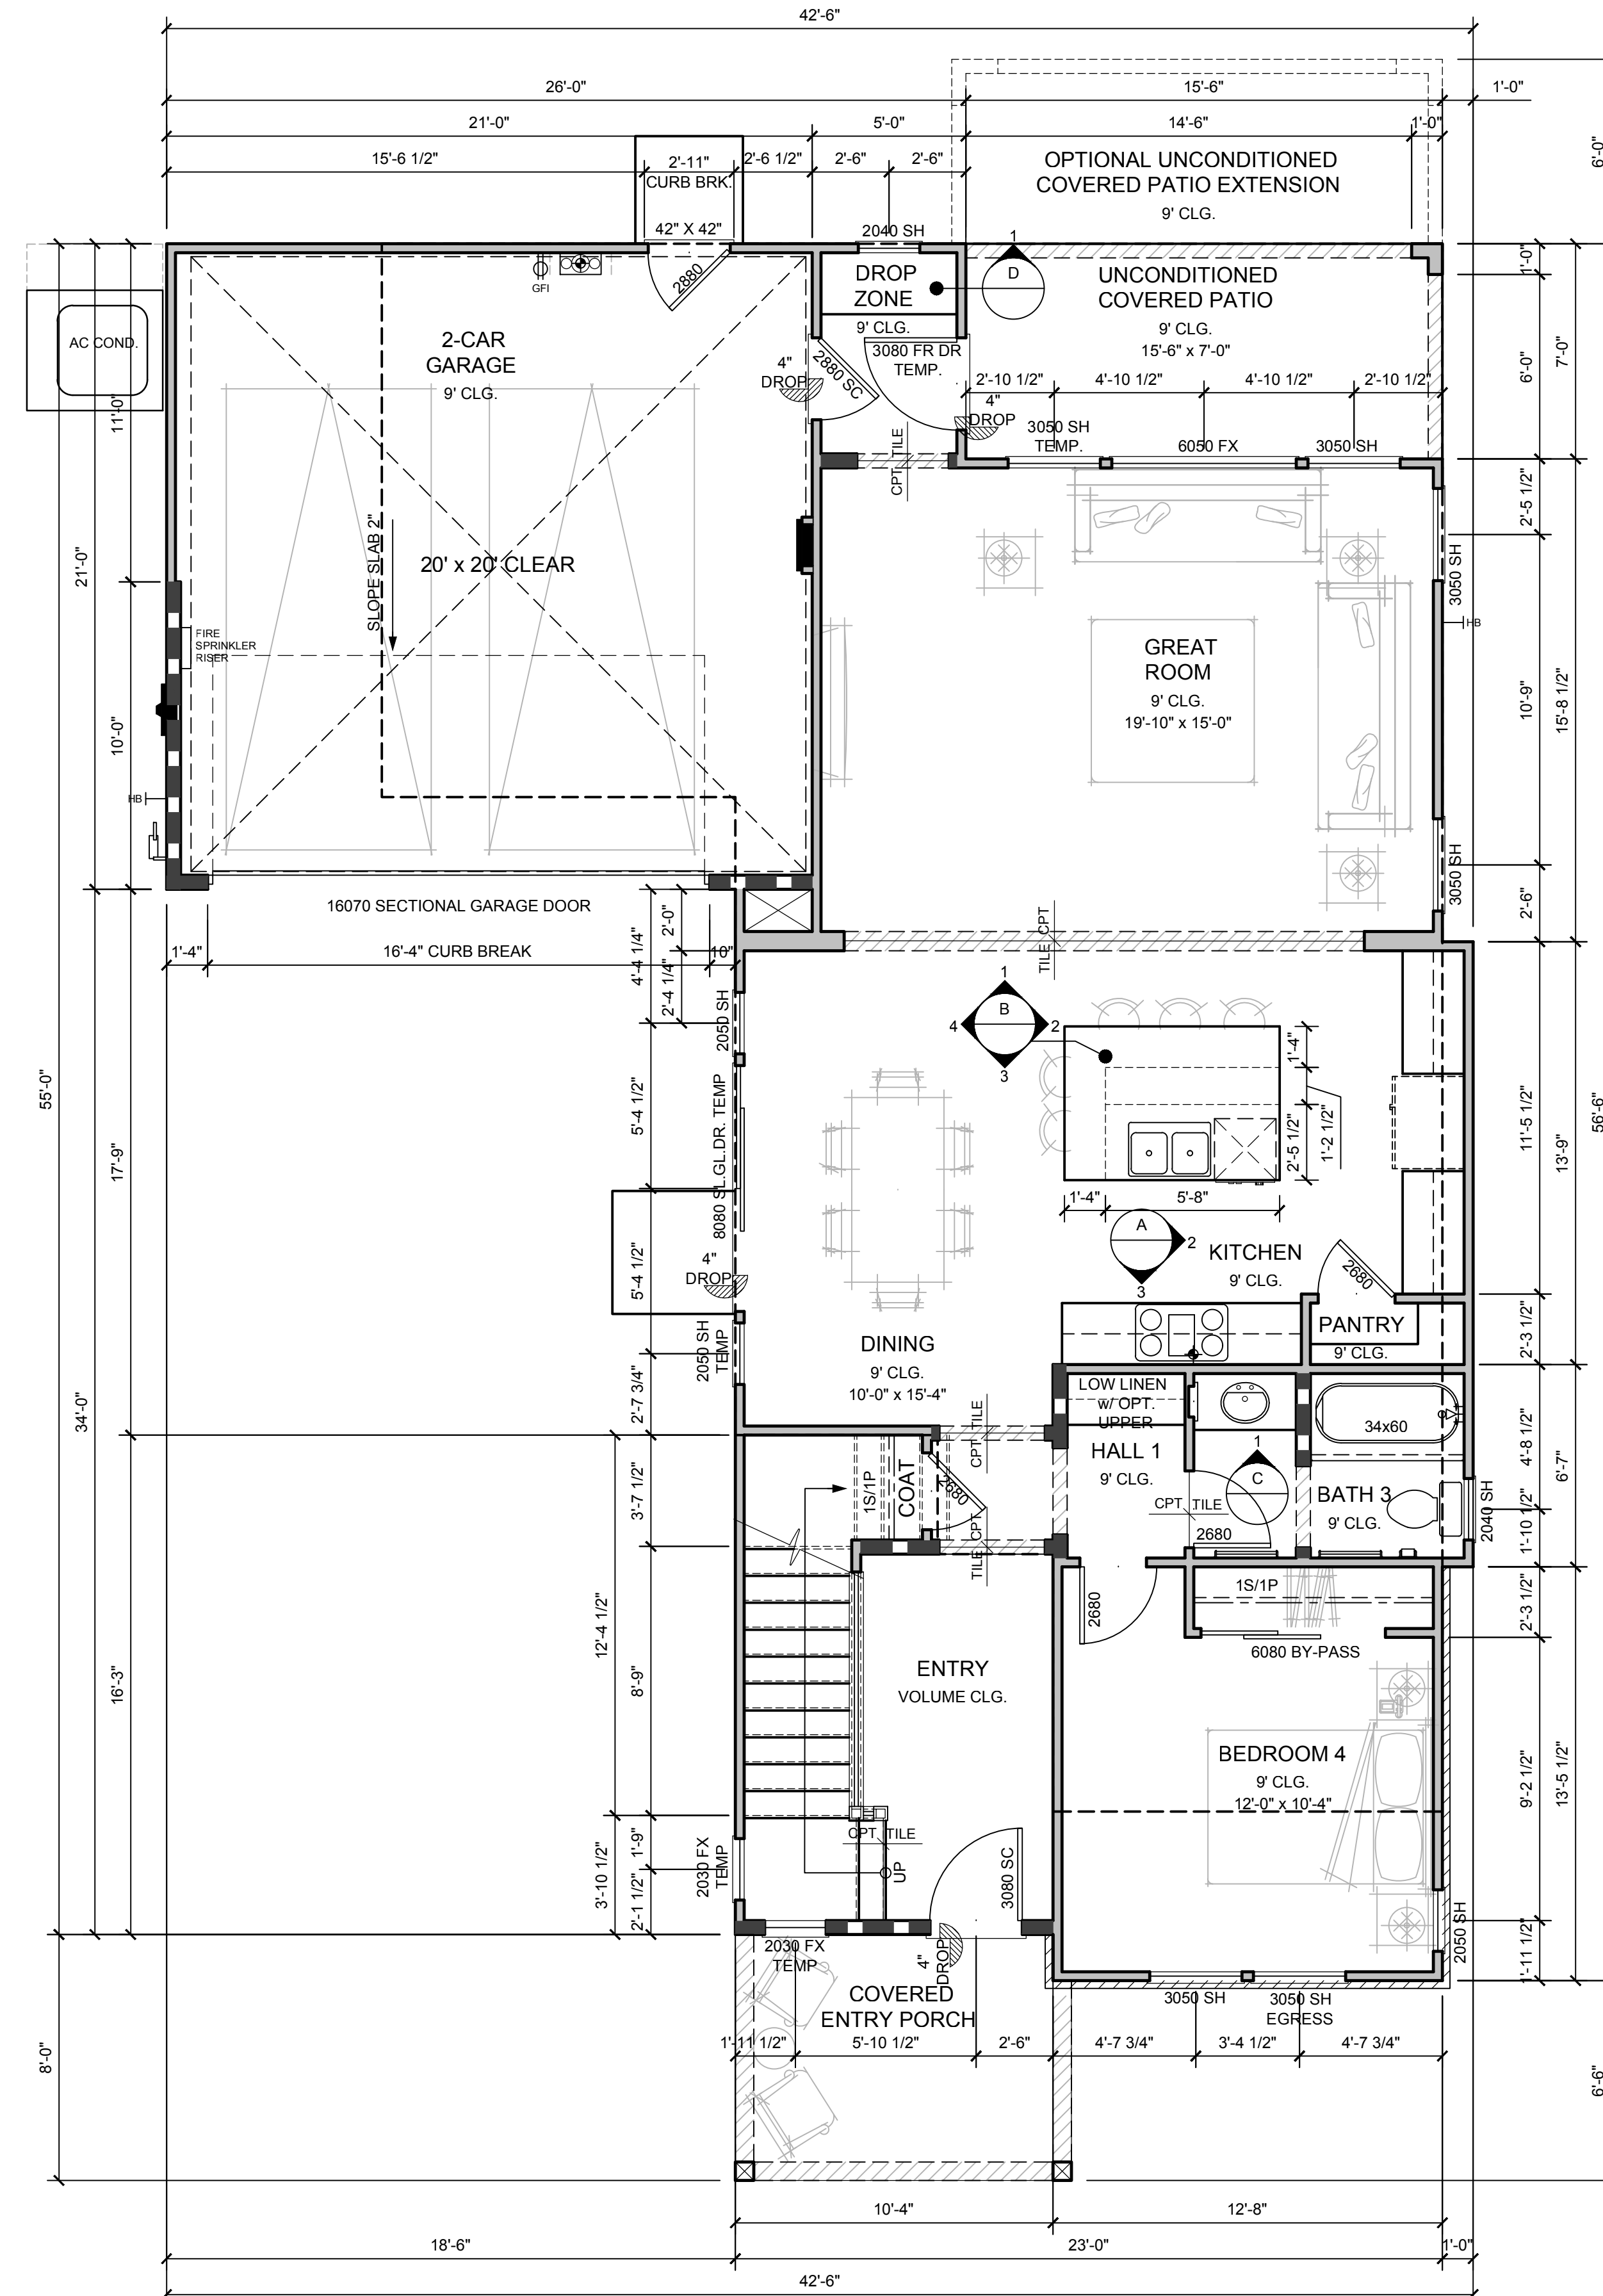 42'-6"
26'-0"
15'-6"
1'-0"
21'-0"
5'-0"
14'-6"
1'-0"
15'-6 1/2"
2'-11"
2'-6 1/2"
2'-6"
2'-6"
CURB BRK.
42" X 42"
OPTIONAL UNCONDITIONED
COVERED PATIO EXTENSION
9' CLG.
6'-0"
2040 SH
2880
GFI
DROP
ZONE
9' CLG.
1
D
UNCONDITIONED
COVERED PATIO
9' CLG.
15'-6" x 7'-0"
1'-0"
6'-0"
7'-0"
AC COND.
2-CAR
GARAGE
9' CLG.
4"
DROP
2880 SC
3080 FR DR
TEMP.
2'-10 1/2"
4'-10 1/2"
4'-10 1/2"
2'-10 1/2"
4"
DROP
3050 SH
TEMP.
6050 FX
3050 SH
CPT
TILE
11'-0"
21'-0"
10'-0"
SLOPE SLAB 2"
20' x 20' CLEAR
FIRE
SPRINKLER
RISER
HB
2'-5 1/2"
3050 SH
HB
GREAT
ROOM
9' CLG.
19'-10" x 15'-0"
10'-9"
15'-8 1/2"
3050 SH
2'-6"
16070 SECTIONAL GARAGE DOOR
1'-4"
16'-4" CURB BREAK
10"
4'-4 1/4"
2'-0"
2'-4 1/4"
TILE
CPT
2050 SH
1
B
4
2
3
1'-4"
1'-2 1/2"
2'-5 1/2"
1'-4"
5'-8"
55'-0"
17'-9"
5'-4 1/2"
8080 SL.GL.DR. TEMP
11'-5 1/2"
13'-9"
56'-6"
A
2
3
KITCHEN
9' CLG.
2680
4"
DROP
5'-4 1/2"
PANTRY
9' CLG.
2'-3 1/2"
DINING
9' CLG.
10'-0" x 15'-4"
2050 SH
TEMP
2'-7 3/4"
34'-0"
LOW LINEN
w/ OPT.
UPPER
34x60
CPT
TILE
HALL 1
9' CLG.
1
C
CPT
TILE
2680
BATH 3
9' CLG.
2040 SH
4'-8 1/2"
1'-10 1/2"
6'-7"
1S/1P
COAT
2680
TILE
CPT
3'-7 1/2"
2680
1S/1P
6080 BY-PASS
2'-3 1/2"
12'-4 1/2"
8'-9"
16'-3"
ENTRY
VOLUME CLG.
BEDROOM 4
9' CLG.
12'-0" x 10'-4"
9'-2 1/2"
13'-5 1/2"
CPT
TILE
UP
3'-10 1/2"
1'-9"
2'-1 1/2"
2030 FX
TEMP
3080 SC
2050 SH
1'-11 1/2"
2030 FX
TEMP
4"
DROP
COVERED
ENTRY PORCH
3050 SH
3050 SH
EGRESS
1'-11 1/2"
5'-10 1/2"
2'-6"
4'-7 3/4"
3'-4 1/2"
4'-7 3/4"
8'-0"
6'-6"
10'-4"
12'-8"
18'-6"
23'-0"
1'-0"
42'-6"